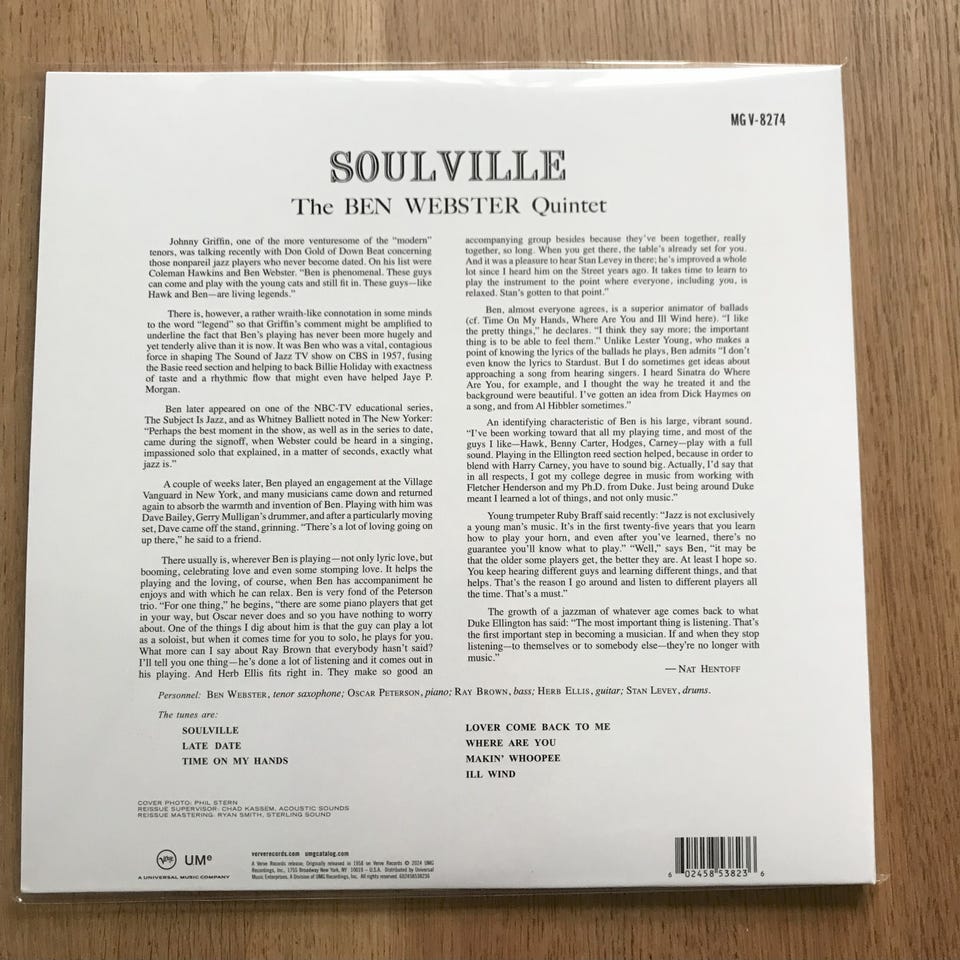 MG V-8274
SOULVILLE
The BEN WEBSTER Quintet
Johnny Griffin, one of the more venturesome of the "modern"
tenors, was talking recently with Don Gold of Down Beat concerning
those nonpareil jazz players who never become dated. On his list were
Coleman Hawkins and Ben Webster. "Ben is phenomenal. These guys
can come and play with the young cats and still fit in. These guys—like
Hawk and Ben—are living legends."
There is, however, a rather wraith-like connotation in some minds
to the word "legend" so that Griffin's comment might be amplified to
underline the fact that Ben's playing has never been more hugely and
yet tenderly alive than it is now. It was Ben who was a vital, contagious
force in shaping The Sound of Jazz TV show on CBS in 1957, fusing
the Basie reed section and helping to back Billie Holiday with exactness
of taste and a rhythmic flow that might even have helped Jaye P.
Morgan.
Ben later appeared on one of the NBC-TV educational series,
The Subject Is Jazz, and as Whitney Balliett noted in The New Yorker:
"Perhaps the best moment in the show, as well as in the series to date,
came during the signoff, when Webster could be heard in a singing,
impassioned solo that explained, in a matter of seconds, exactly what
jazz is."
A couple of weeks later, Ben played an engagement at the Village
Vanguard in New York, and many musicians came down and returned
again to absorb the warmth and invention of Ben. Playing with him was
Dave Bailey, Gerry Mulligan's drummer, and after a particularly moving
set, Dave came off the stand, grinning. "There's a lot of loving going on
up there," he said to a friend.
There usually is, wherever Ben is playing—not only lyric love, but
booming, celebrating love and even some stomping love. It helps the
playing and the loving, of course, when Ben has accompaniment he
enjoys and with which he can relax. Ben is very fond of the Peterson
trio. "For one thing," he begins, "there are some piano players that get
in your way, but Oscar never does and so you have nothing to worry
about. One of the things I dig about him is that the guy can play a lot
as a soloist, but when it comes time for you to solo, he plays for you.
What more can I say about Ray Brown that everybody hasn't said?
I'll tell you one thing—he's done a lot of listening and it comes out in
his playing. And Herb Ellis fits right in. They make so good an
accompanying group besides because they've been together, really
together, so long. When you get there, the table's already set for you.
And it was a pleasure to hear Stan Levey in there; he's improved a whole
lot since I heard him on the Street years ago. It takes time to learn to
play the instrument to the point where everyone, including you, is
relaxed. Stan's gotten to that point."
Ben, almost everyone agrees, is a superior animator of ballads
(cf. Time On My Hands, Where Are You and Ill Wind here). "I like
the pretty things," he declares. "I think they say more; the important
thing is to be able to feel them." Unlike Lester Young, who makes a
point of knowing the lyrics of the ballads he plays, Ben admits "I don't
even know the lyrics to Stardust. But I do sometimes get ideas about
approaching a song from hearing singers. I heard Sinatra do Where
Are You, for example, and I thought the way he treated it and the
background were beautiful. I've gotten an idea from Dick Haymes on
a song, and from Al Hibbler sometimes."
An identifying characteristic of Ben is his large, vibrant sound.
"I've been working toward that all my playing time, and most of the
guys I like—Hawk, Benny Carter, Hodges, Carney—play with a full
sound. Playing in the Ellington reed section helped, because in order to
blend with Harry Carney, you have to sound big. Actually, I'd say that
in all respects, I got my college degree in music from working with
Fletcher Henderson and my Ph.D. from Duke. Just being around Duke
meant I learned a lot of things, and not only music."
Young trumpeter Ruby Braff said recently: "Jazz is not exclusively
a young man's music. It's in the first twenty-five years that you learn
how to play your horn, and even after you've learned, there's no
guarantee you'll know what to play." "Well," says Ben, "it may be
that the older some players get, the better they are. At least I hope so.
You keep hearing different guys and learning different things, and that
helps. That's the reason I go around and listen to different players all
the time. That's a must."
The growth of a jazzman of whatever age comes back to what
Duke Ellington has said: "The most important thing is listening. That's
the first important step in becoming a musician. If and when they stop
listening—to themselves or to somebody else—they're no longer with
music."
— NAT HENTOFF
Personnel: BEN WEBSTER, tenor saxophone; OSCAR PETERSON, piano; RAY BROWN, bass; HERB ELLIS, guitar; STAN LEVEY, drums.
The tunes are:
SOULVILLE
LATE DATE
TIME ON MY HANDS
LOVER COME BACK TO ME
WHERE ARE YOU
MAKIN' WHOOPEE
ILL WIND
COVER PHOTO: PHIL STERN
REISSUE SUPERVISOR: CHAD KASSEM, ACOUSTIC SOUNDS
REISSUE MASTERING: RYAN SMITH, STERLING SOUND
Verve UMe
A UNIVERSAL MUSIC COMPANY
ververecords.com umgcatalog.com
A Verve Records release; Originally released in 1958 on Verve Records © 2024 UMG
Recordings, Inc., 1755 Broadway New York, NY 10019 – U.S.A. Distributed by Universal
Music Enterprises, A Division of UMG Recordings, Inc. All rights reserved. 602458538236
6 02458 53823 6